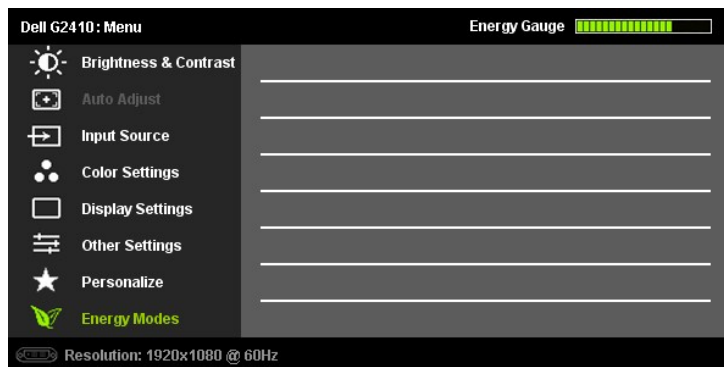 Dell G2410 : Menu
Energy Gauge
Brightness & Contrast
Auto Adjust
Input Source
Color Settings
Display Settings
Other Settings
Personalize
Energy Modes
Resolution: 1920x1080 @ 60Hz